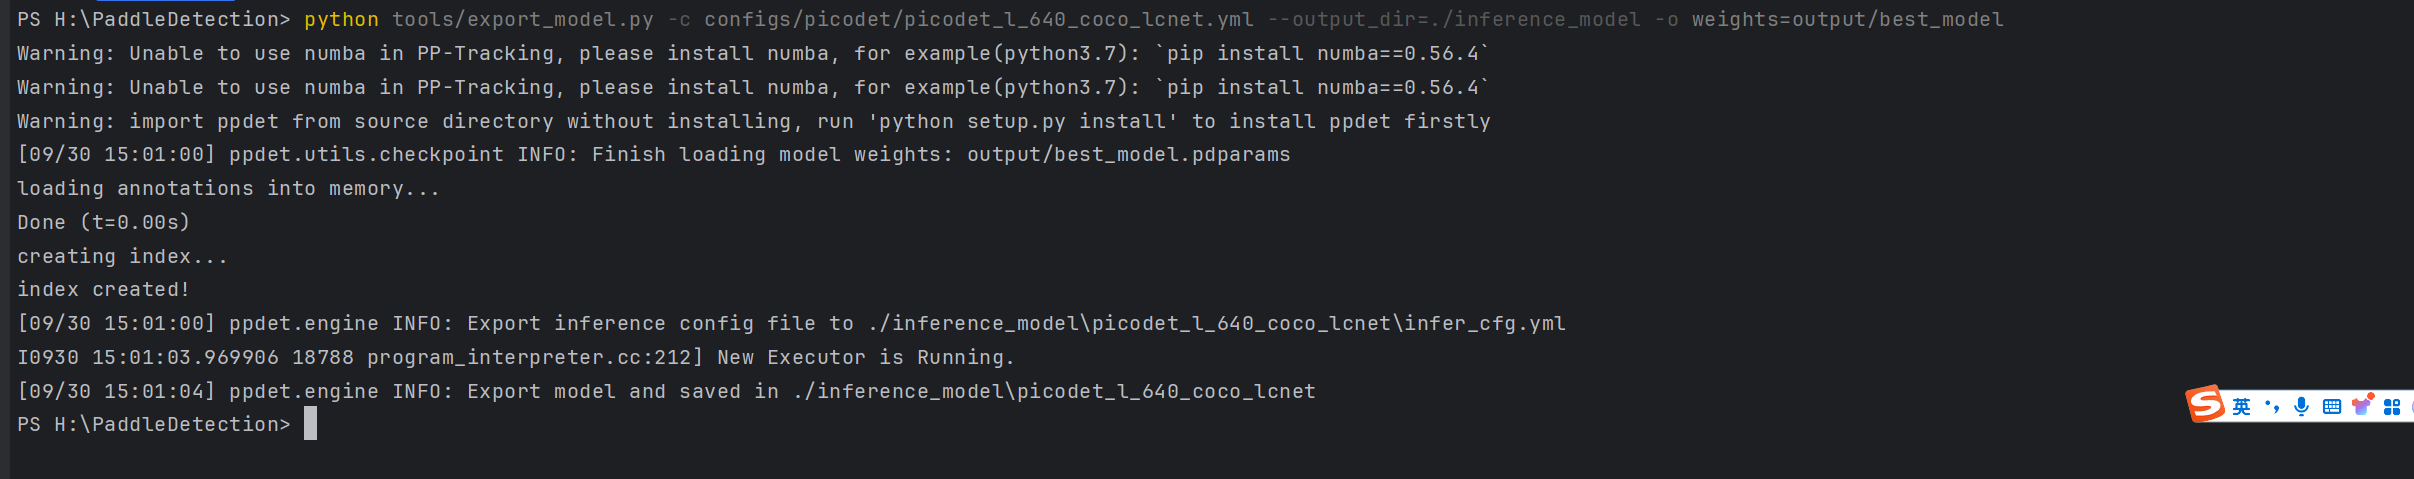 PS H:\PaddleDetection> python tools/export_model.py -c configs/picodet/picodet_l_640_coco_lcnet.yml --output_dir=./inference_model -o weights=output/best_model
Warning: Unable to use numba in PP-Tracking, please install numba, for example(python3.7): `pip install numba==0.56.4`
Warning: Unable to use numba in PP-Tracking, please install numba, for example(python3.7): `pip install numba==0.56.4`
Warning: import ppdet from source directory without installing, run 'python setup.py install' to install ppdet firstly
[09/30 15:01:00] ppdet.utils.checkpoint INFO: Finish loading model weights: output/best_model.pdparams
loading annotations into memory...
Done (t=0.00s)
creating index...
index created!
[09/30 15:01:00] ppdet.engine INFO: Export inference config file to ./inference_model\picodet_l_640_coco_lcnet\infer_cfg.yml
I0930 15:01:03.969906 18788 program_interpreter.cc:212] New Executor is Running.
[09/30 15:01:04] ppdet.engine INFO: Export model and saved in ./inference_model\picodet_l_640_coco_lcnet
PS H:\PaddleDetection>
英